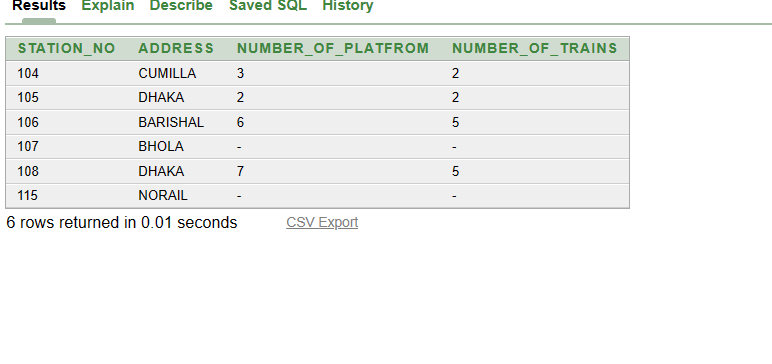 Results Explain Describe Saved SQL History
STATION_NO ADDRESS NUMBER_OF_PLATFROM NUMBER_OF_TRAINS
104 CUMILLA 3 2
105 DHAKA 2 2
106 BARISHAL 6 5
107 BHOLA - -
108 DHAKA 7 5
115 NORAIL - -
6 rows returned in 0.01 seconds CSV Export